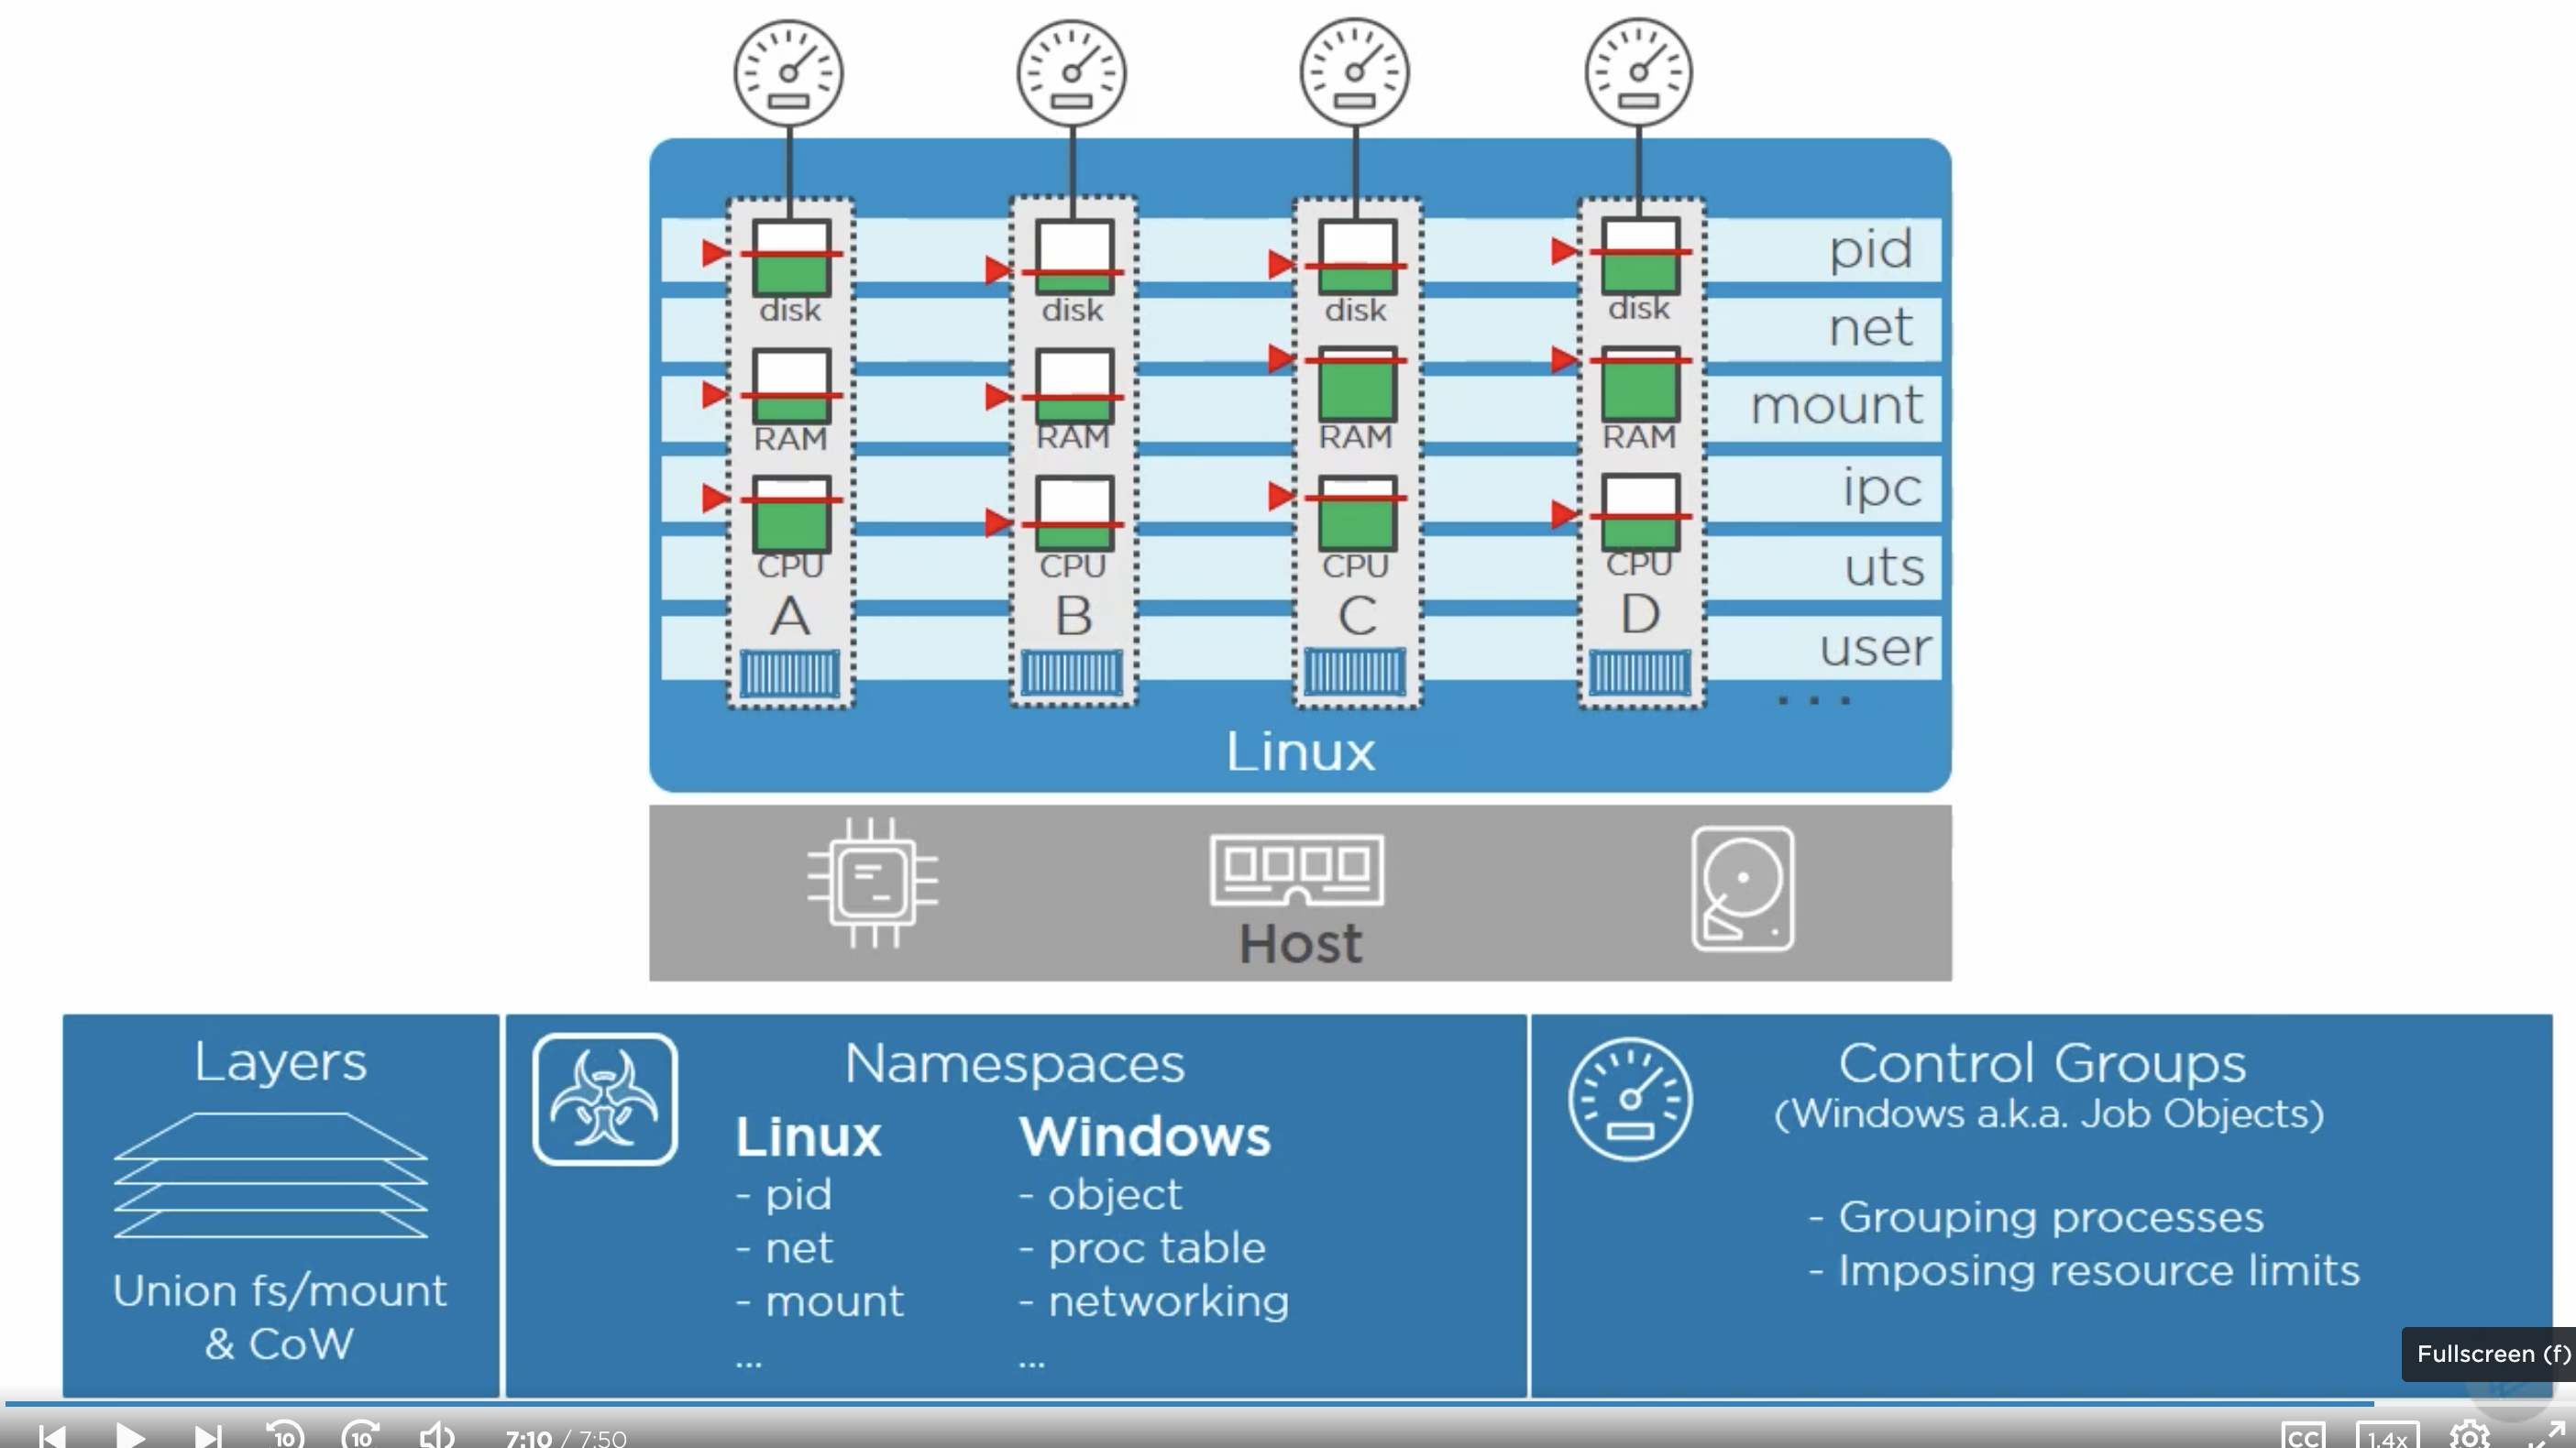 pid
net
mount
ipc
uts
user
...
disk
RAM
CPU
A
disk
RAM
CPU
B
disk
RAM
CPU
C
disk
RAM
CPU
D
Linux
Host
Layers
Union fs/mount
& CoW
Namespaces
Linux
- pid
- net
- mount
...
Windows
- object
- proc table
- networking
...
Control Groups
(Windows a.k.a. Job Objects)
- Grouping processes
- Imposing resource limits
Fullscreen (f)
10
10
7:10 / 7:50
CC
1.4x